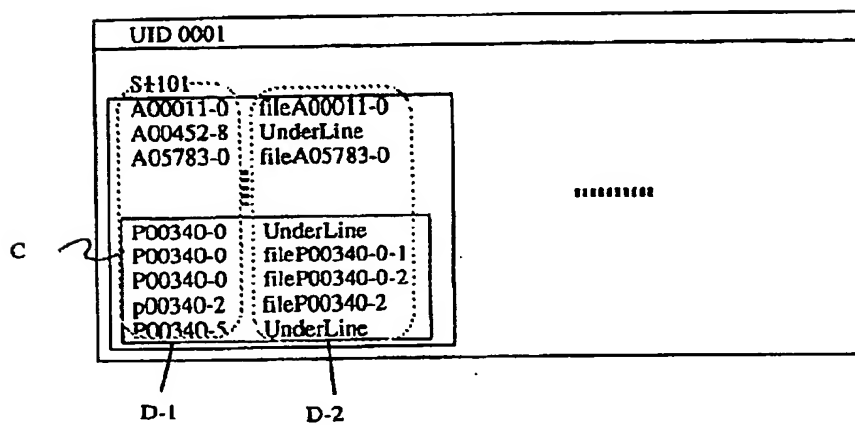 UID 0001
S1101
A00011-0 fileA00011-0
A00452-8 UnderLine
A05783-0 fileA05783-0
P00340-0 UnderLine
C P00340-0 fileP00340-0-1
P00340-0 fileP00340-0-2
p00340-2 fileP00340-2
P00340-5 UnderLine
D-1 D-2